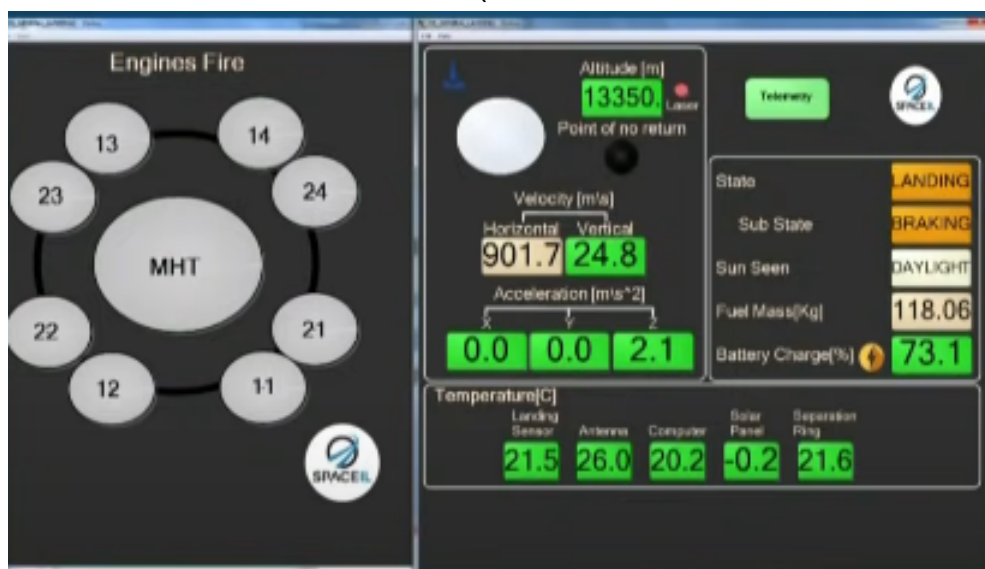 Engines Fire
13
14
23
24
MHT
22
21
12
11
SPACEIL
Altitude [m]
13350.
Laser
Point of no return
Velocity [m\s]
Horizontal Vertical
901.7 24.8
Acceleration [m\s^2]
X Y Z
0.0 0.0 2.1
Telemetry
SPACEIL
State LANDING
Sub State BRAKING
Sun Seen DAYLIGHT
Fuel Mass[Kg] 118.06
Battery Charge(%) 73.1
Temperature[C]
Landing Sensor Antenna Computer Solar Panel Separation Ring
21.5 26.0 20.2 -0.2 21.6